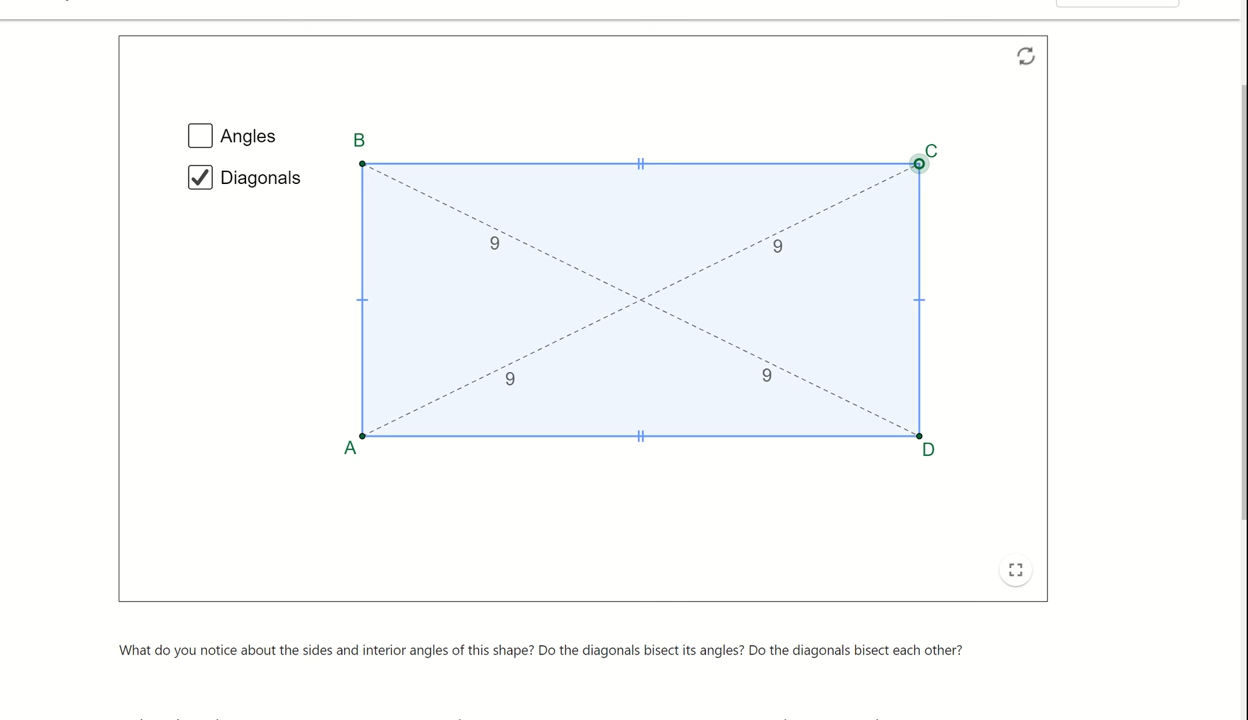 Angles
Diagonals
B
C
9
9
9
9
A
D
What do you notice about the sides and interior angles of this shape? Do the diagonals bisect its angles? Do the diagonals bisect each other?